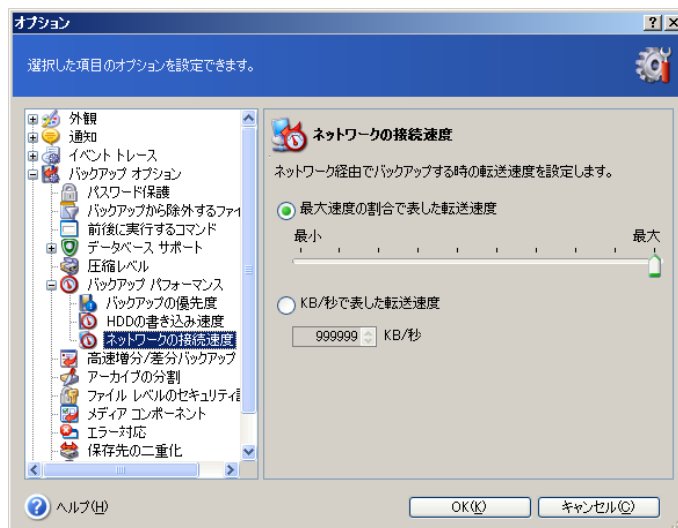 オプション
選択した項目のオプションを設定できます。
外観
通知
イベント トレース
バックアップ オプション
パスワード保護
バックアップから除外するファイ
前後に実行するコマンド
データベース サポート
圧縮レベル
バックアップ パフォーマンス
バックアップの優先度
HDDの書き込み速度
ネットワークの接続速度
高速増分/差分バックアップ
アーカイブの分割
ファイル レベルのセキュリティ
メディア コンポーネント
エラー対応
保存先の二重化
ネットワークの接続速度
ネットワーク経由でバックアップする時の転送速度を設定します。
最大速度の割合で表した転送速度
最小 最大
KB/秒で表した転送速度
999999 KB/秒
ヘルプ(H)
OK(K)
キャンセル(C)